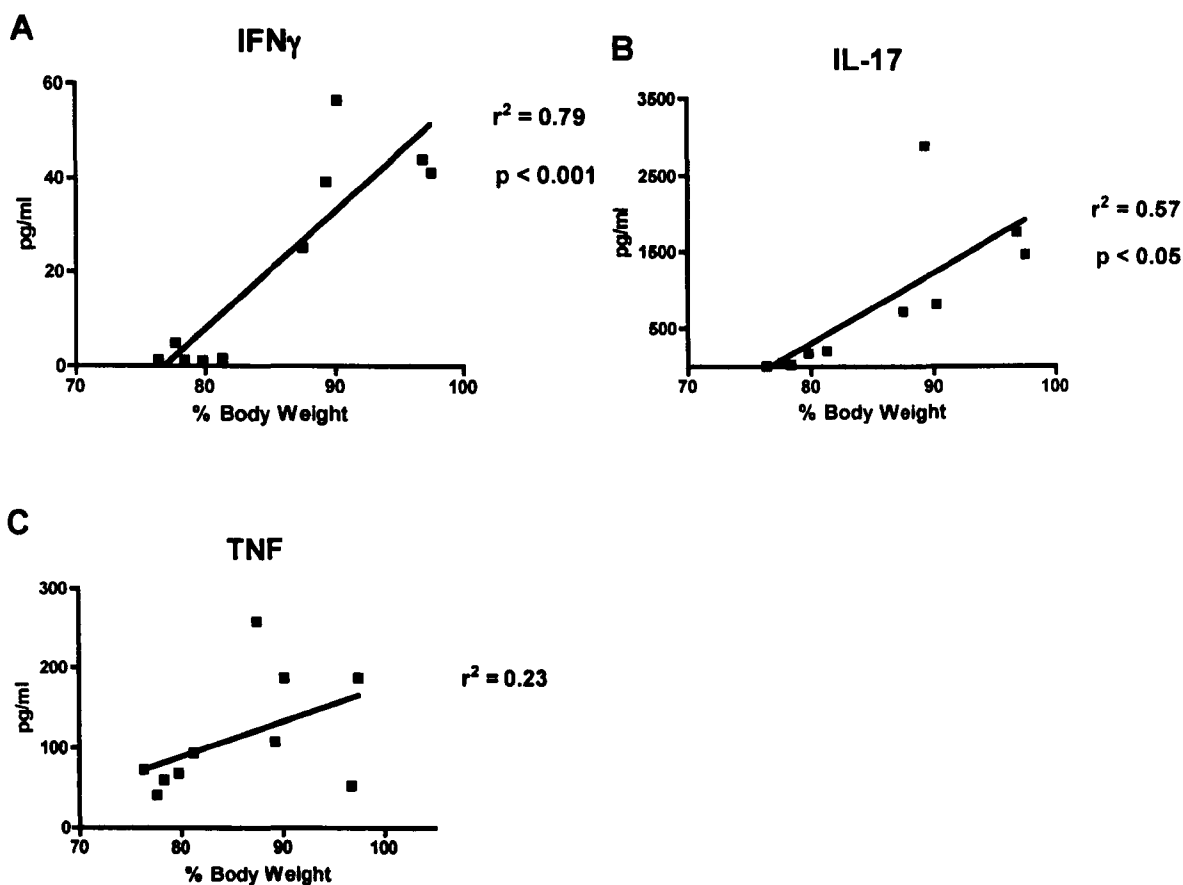 A
IFNγ
60
40
20
0
pg/ml
70
80
90
100
% Body Weight
r² = 0.79
p < 0.001
B
IL-17
3500
2500
1500
500
pg/ml
70
80
90
100
% Body Weight
r² = 0.57
p < 0.05
C
TNF
300
200
100
0
pg/ml
70
80
90
100
% Body Weight
r² = 0.23